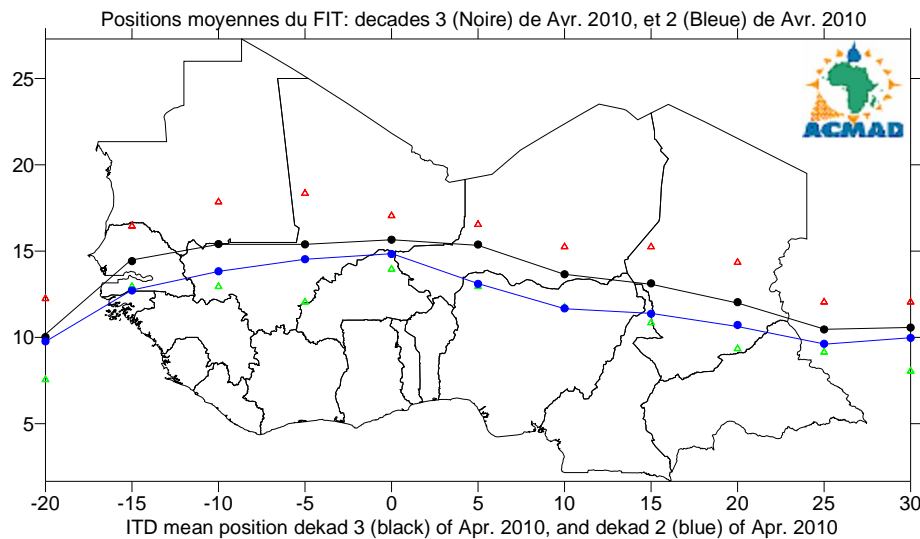 Positions moyennes du FIT: decades 3 (Noire) de Avr. 2010, et 2 (Bleue) de Avr. 2010
ACMAD
25
20
15
10
5
-20 -15 -10 -5 0 5 10 15 20 25 30
ITD mean position dekad 3 (black) of Apr. 2010, and dekad 2 (blue) of Apr. 2010